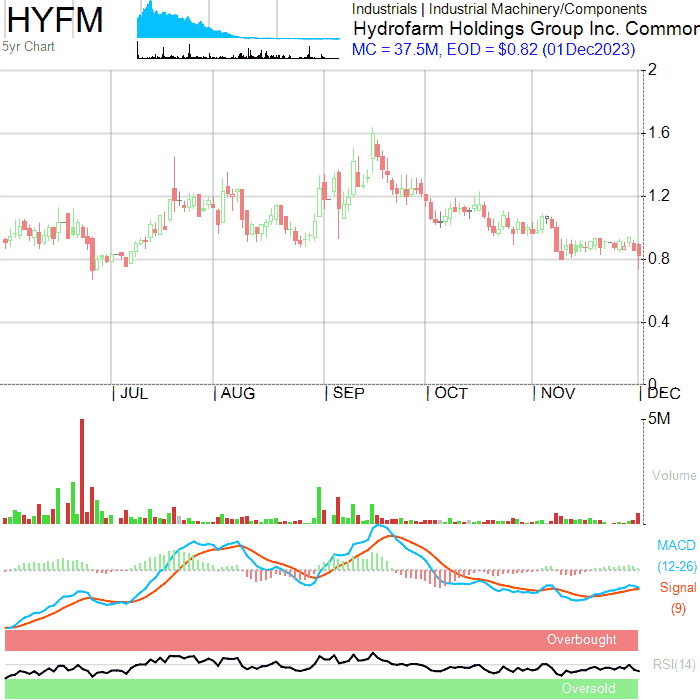 HYFM
5yr Chart
Industrials | Industrial Machinery/Components
Hydrofarm Holdings Group Inc. Common
MC = 37.5M, EOD = $0.82 (01Dec2023)
2
1.6
1.2
0.8
0.4
0
| JUL | AUG | SEP | OCT | NOV | DEC
5M
Volume
MACD
(12-26)
Signal
(9)
Overbought
RSI(14)
Oversold